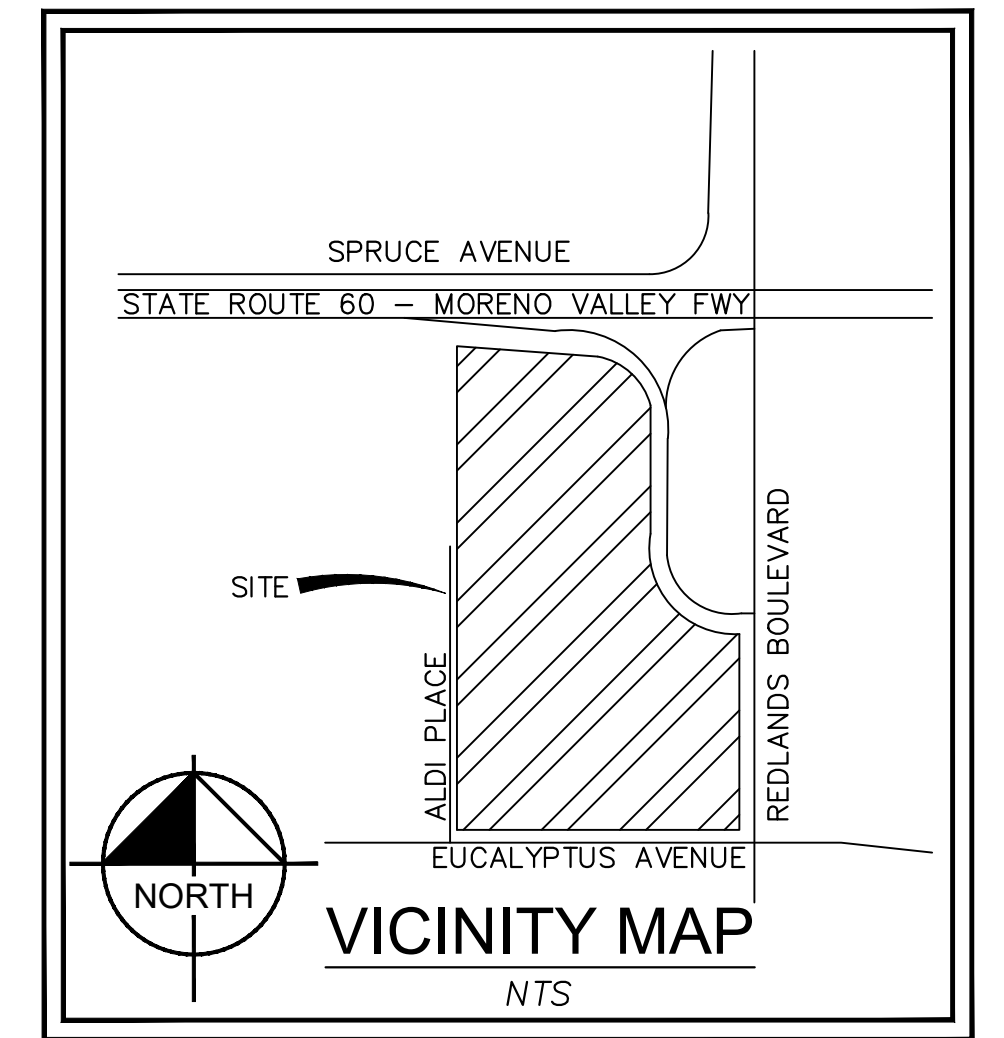 SPRUCE AVENUE
STATE ROUTE 60 – MORENO VALLEY FWY
REDLANDS BOULEVARD
SITE
ALDI PLACE
EUCALYPTUS AVENUE
NORTH
VICINITY MAP
NTS